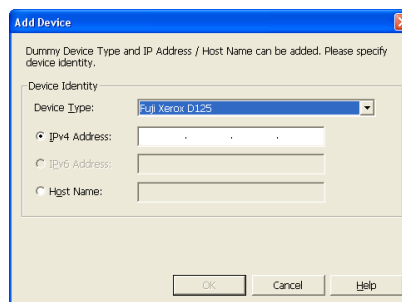 Add Device
Dummy Device Type and IP Address / Host Name can be added. Please specify
device identity.
Device Identity
Device Type:
Fuji Xerox D125
IPv4 Address:
. . .
IPv6 Address:
Host Name:
OK
Cancel
Help